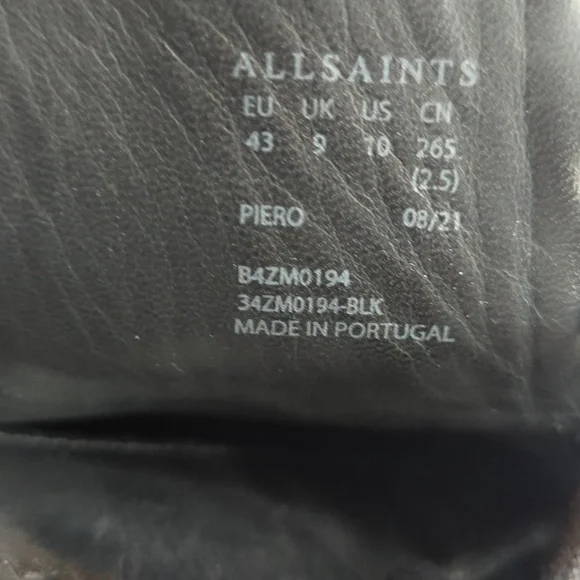 ALLSAINTS
EU UK US CN
43 9 10 265
(2.5)
PIERO 08/21
B4ZM0194
34ZM0194-BLK
MADE IN PORTUGAL